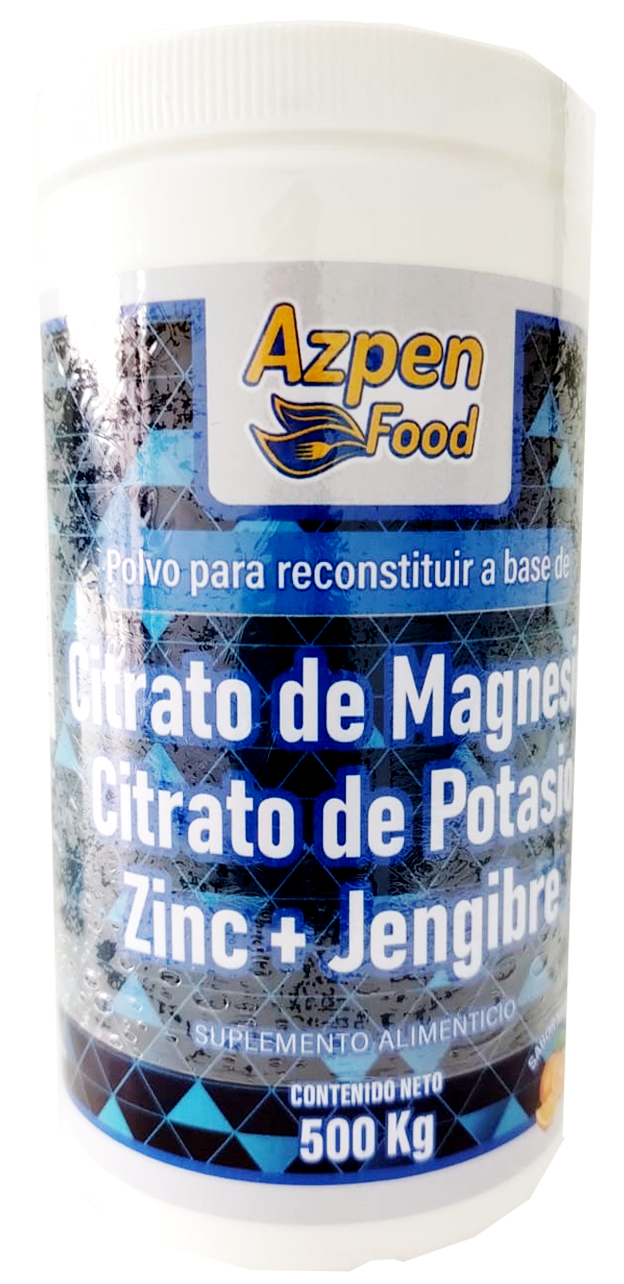 Azpen
Food
Polvo para reconstituir a base de
Citrato de Magnesi
Citrato de Potasio
Zinc + Jengibre
SUPLEMENTO ALIMENTICIO
CONTENIDO NETO
500 Kg